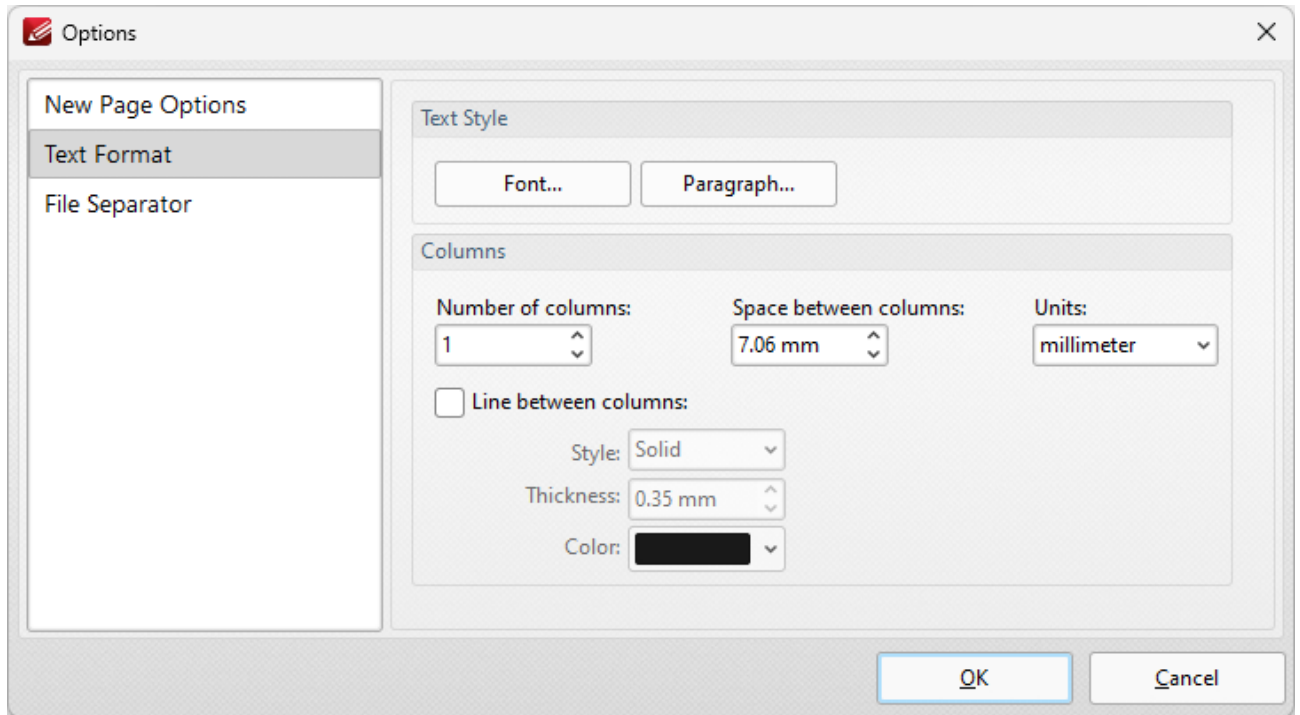 Options
New Page Options
Text Format
File Separator
Text Style
Font...
Paragraph...
Columns
Number of columns:
Space between columns:
Units:
1
7.06 mm
millimeter
Line between columns:
Style:
Solid
Thickness:
0.35 mm
Color:
OK
Cancel